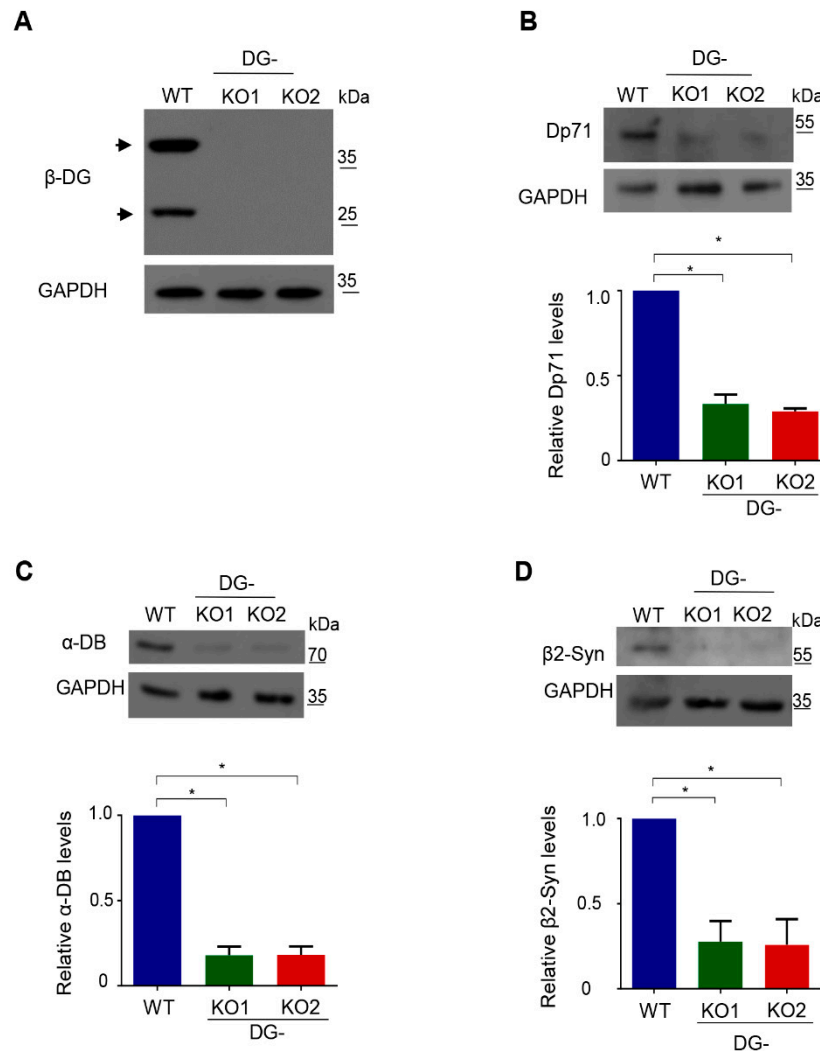 A
DG-
WT KO1 KO2 kDa
β-DG
35
25
GAPDH
35
B
DG-
WT KO1 KO2 kDa
Dp71
55
GAPDH
35
*
*
Relative Dp71 levels
1.0
0.5
0
WT KO1 KO2
DG-
C
DG-
WT KO1 KO2 kDa
α-DB
70
GAPDH
35
*
*
Relative α-DB levels
1.0
0.5
0
WT KO1 KO2
DG-
D
DG-
WT KO1 KO2 kDa
β2-Syn
55
GAPDH
35
*
*
Relative β2-Syn levels
1.0
0.5
0
WT KO1 KO2
DG-